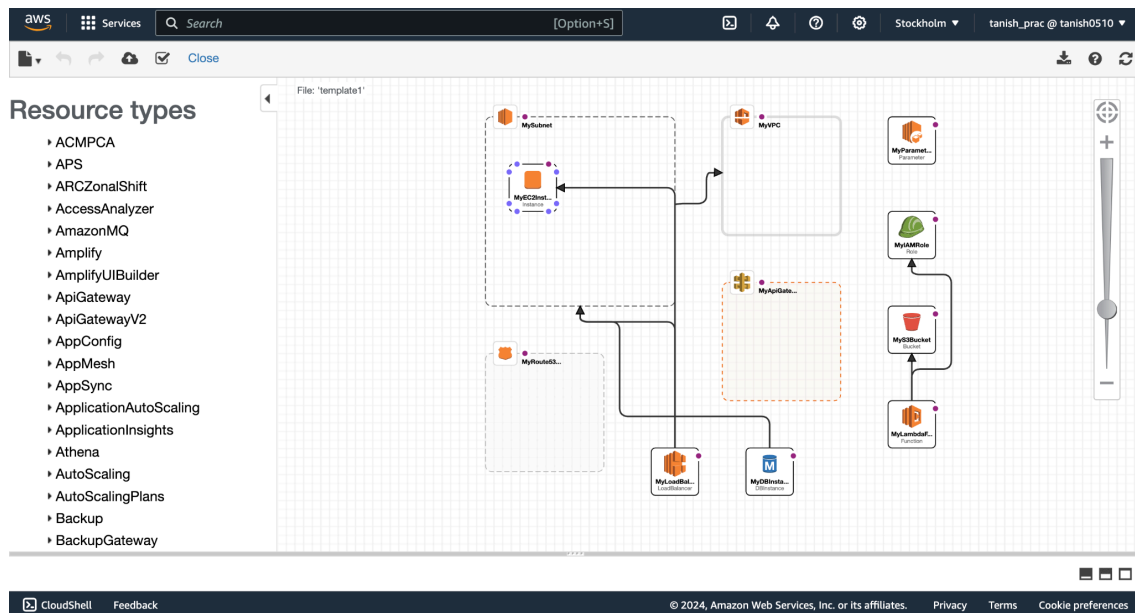 aws
Services
Search
[Option+S]
Stockholm ▼
tanish_prac @ tanish0510 ▼
Close
Resource types
ACMPCA
APS
ARCZonalShift
AccessAnalyzer
AmazonMQ
Amplify
AmplifyUIBuilder
ApiGateway
ApiGatewayV2
AppConfig
AppMesh
AppSync
ApplicationAutoScaling
ApplicationInsights
Athena
AutoScaling
AutoScalingPlans
Backup
BackupGateway
File: 'template1'
MySubnet
MyVPC
MyParamet...
Parameter
MyEC2Inst...
Instance
MyIAMRole
Role
MyApiGate...
MyS3Bucket
Bucket
MyRoute53...
MyLambdaF...
Function
MyLoadBal...
LoadBalancer
M
MyDBInsta...
DBInstance
CloudShell
Feedback
© 2024, Amazon Web Services, Inc. or its affiliates.
Privacy
Terms
Cookie preferences